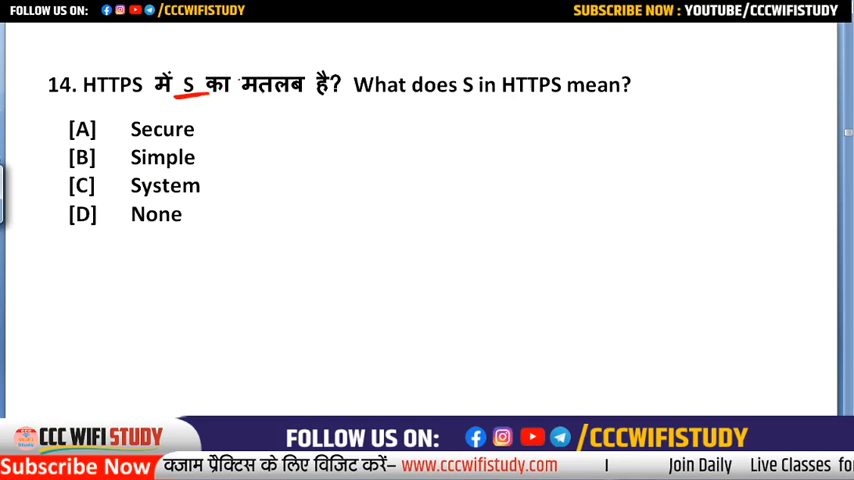 FOLLOW US ON: /CCCWIFISTUDY SUBSCRIBE NOW : YOUTUBE/CCCWIFISTUDY
14. HTTPS में S का मतलब है? What does S in HTTPS mean?
[A] Secure
[B] Simple
[C] System
[D] None
CCC WIFI STUDY FOLLOW US ON: /CCCWIFISTUDY
Subscribe Now क्जाम प्रैक्टिस के लिए विजिट करें– www.cccwifistudy.com I Join Daily Live Classes fo